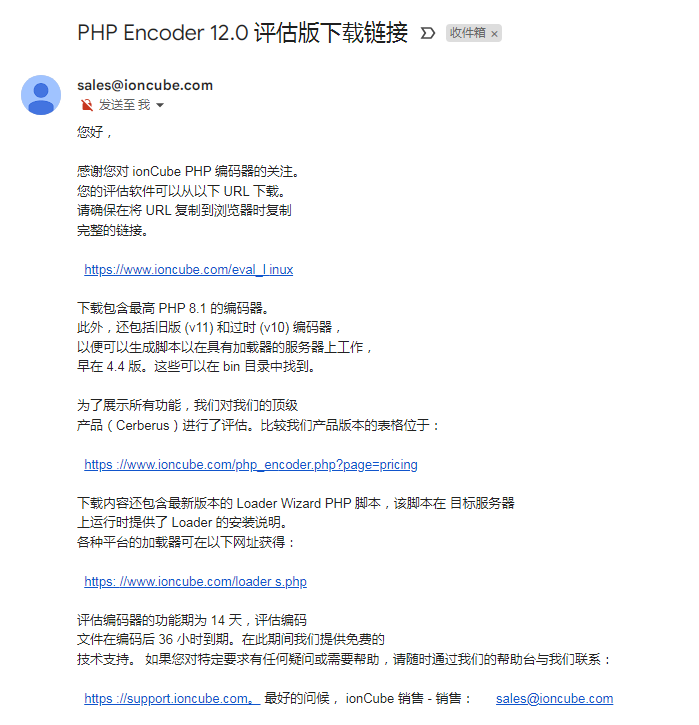 PHP Encoder 12.0 评估版下载链接 收件箱 ×
sales@ioncube.com
发送至 我
您好，
感谢您对 ionCube PHP 编码器的关注。
您的评估软件可以从以下 URL 下载。
请确保在将 URL 复制到浏览器时复制
完整的链接。
https://www.ioncube.com/eval_l inux
下载包含最高 PHP 8.1 的编码器。
此外，还包括旧版 (v11) 和过时 (v10) 编码器，
以便可以生成脚本以在具有加载器的服务器上工作，
早在 4.4 版。这些可以在 bin 目录中找到。
为了展示所有功能，我们对我们的顶级
产品（Cerberus）进行了评估。比较我们产品版本的表格位于：
https ://www.ioncube.com/php_encoder.php?page=pricing
下载内容还包含最新版本的 Loader Wizard PHP 脚本，该脚本在 目标服务器
上运行时提供了 Loader 的安装说明。
各种平台的加载器可在以下网址获得：
https: //www.ioncube.com/loader s.php
评估编码器的功能期为 14 天，评估编码
文件在编码后 36 小时到期。在此期间我们提供免费的
技术支持。 如果您对特定要求有任何疑问或需要帮助，请随时通过我们的帮助台与我们联系：
https ://support.ioncube.com。 最好的问候， ionCube 销售 - 销售： sales@ioncube.com